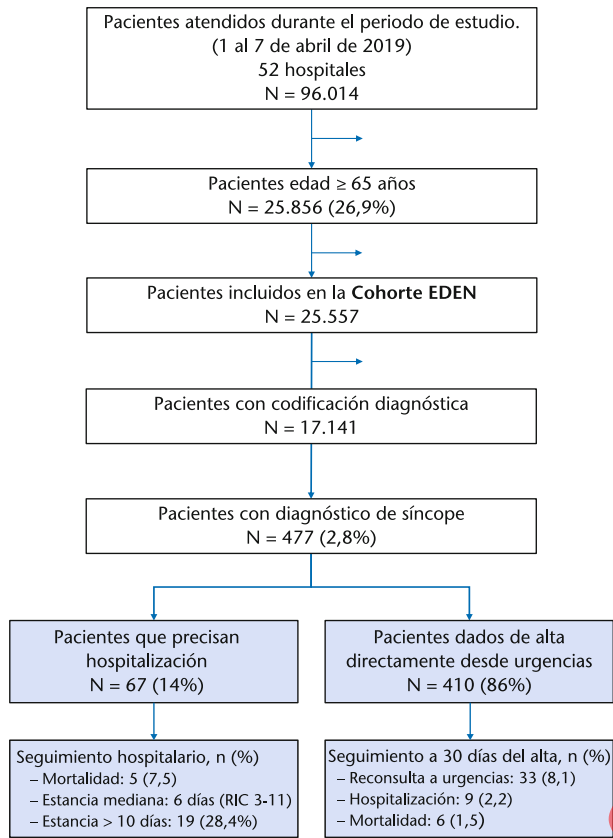 Pacientes atendidos durante el periodo de estudio.
(1 al 7 de abril de 2019)
52 hospitales
N = 96.014
Pacientes edad ≥ 65 años
N = 25.856 (26,9%)
Pacientes incluidos en la Cohorte EDEN
N = 25.557
Pacientes con codificación diagnóstica
N = 17.141
Pacientes con diagnóstico de síncope
N = 477 (2,8%)
Pacientes que precisan
hospitalización
N = 67 (14%)
Pacientes dados de alta
directamente desde urgencias
N = 410 (86%)
Seguimiento hospitalario, n (%)
– Mortalidad: 5 (7,5)
– Estancia mediana: 6 días (RIC 3-11)
– Estancia > 10 días: 19 (28,4%)
Seguimiento a 30 días del alta, n (%)
– Reconsulta a urgencias: 33 (8,1)
– Hospitalización: 9 (2,2)
– Mortalidad: 6 (1,5)